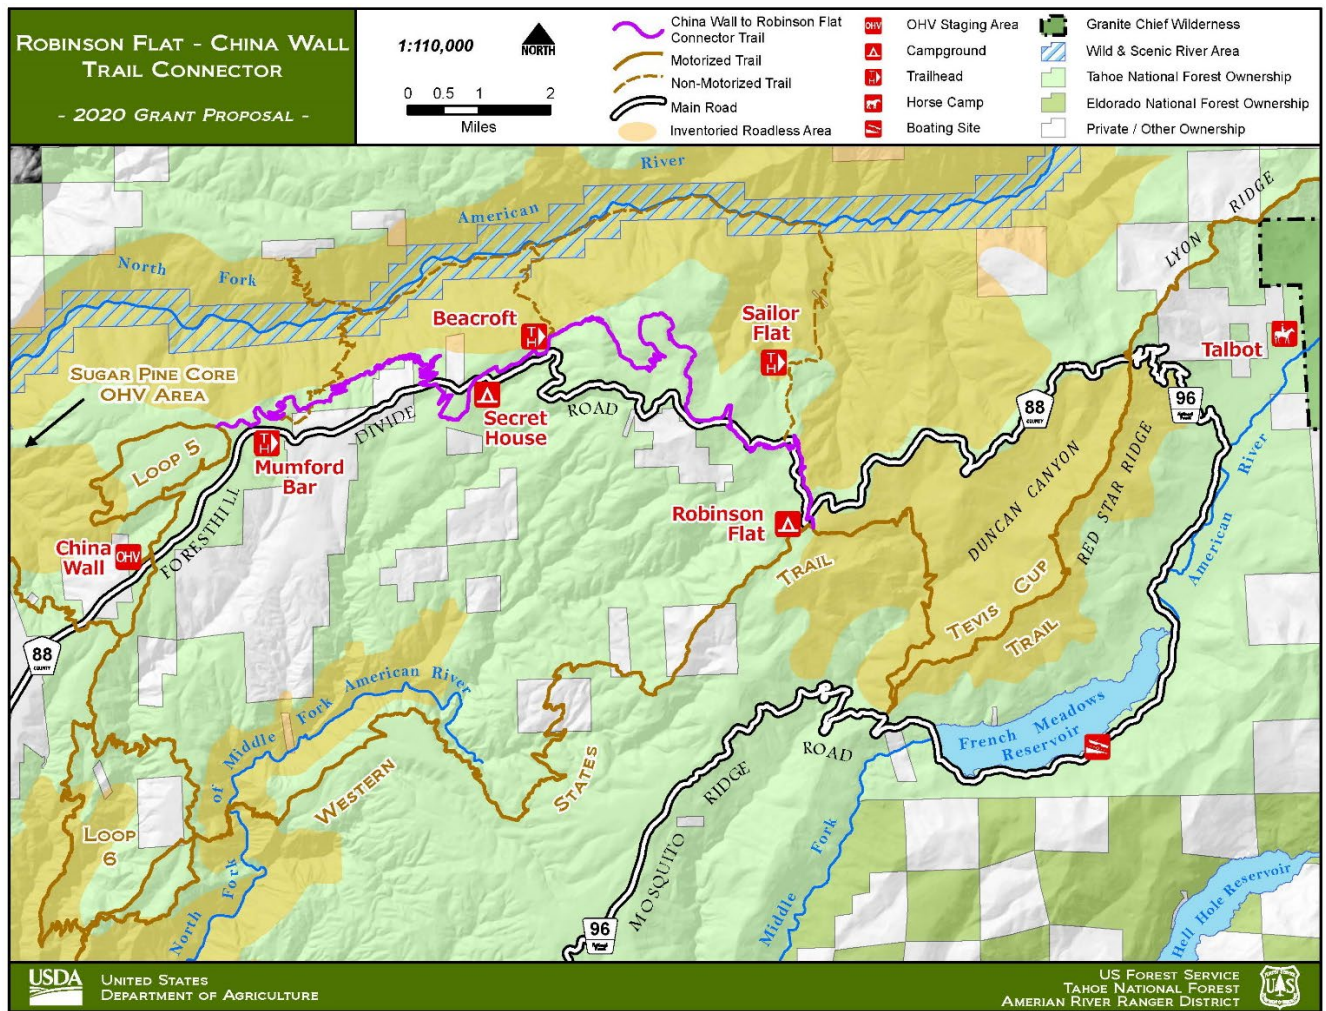 ROBINSON FLAT - CHINA WALL
TRAIL CONNECTOR
- 2020 GRANT PROPOSAL -
1:110,000
NORTH
0 0.5 1 2
Miles
China Wall to Robinson Flat
Connector Trail
Motorized Trail
Non-Motorized Trail
Main Road
Inventoried Roadless Area
OHV
OHV Staging Area
Campground
TH
Trailhead
Horse Camp
Boating Site
Granite Chief Wilderness
Wild & Scenic River Area
Tahoe National Forest Ownership
Eldorado National Forest Ownership
Private / Other Ownership
North Fork American River
LYON RIDGE
Beacroft
TH
Sailor
Flat
TH
Talbot
SUGAR PINE CORE
OHV AREA
Secret
House
FORESTHILL DIVIDE ROAD
88
COUNTY
96
LOOP 5
TH
Mumford
Bar
DUNCAN CANYON
RED STAR RIDGE
American River
Robinson
Flat
China
Wall
OHV
TEVIS CUP
TRAIL
88
COUNTY
North Fork of Middle Fork American River
WESTERN STATES TRAIL
French Meadows
Reservoir
LOOP
6
MOSQUITO RIDGE ROAD
96
Middle Fork
Hell Hole Reservoir
USDA
UNITED STATES
DEPARTMENT OF AGRICULTURE
US FOREST SERVICE
TAHOE NATIONAL FOREST
AMERIAN RIVER RANGER DISTRICT
U S